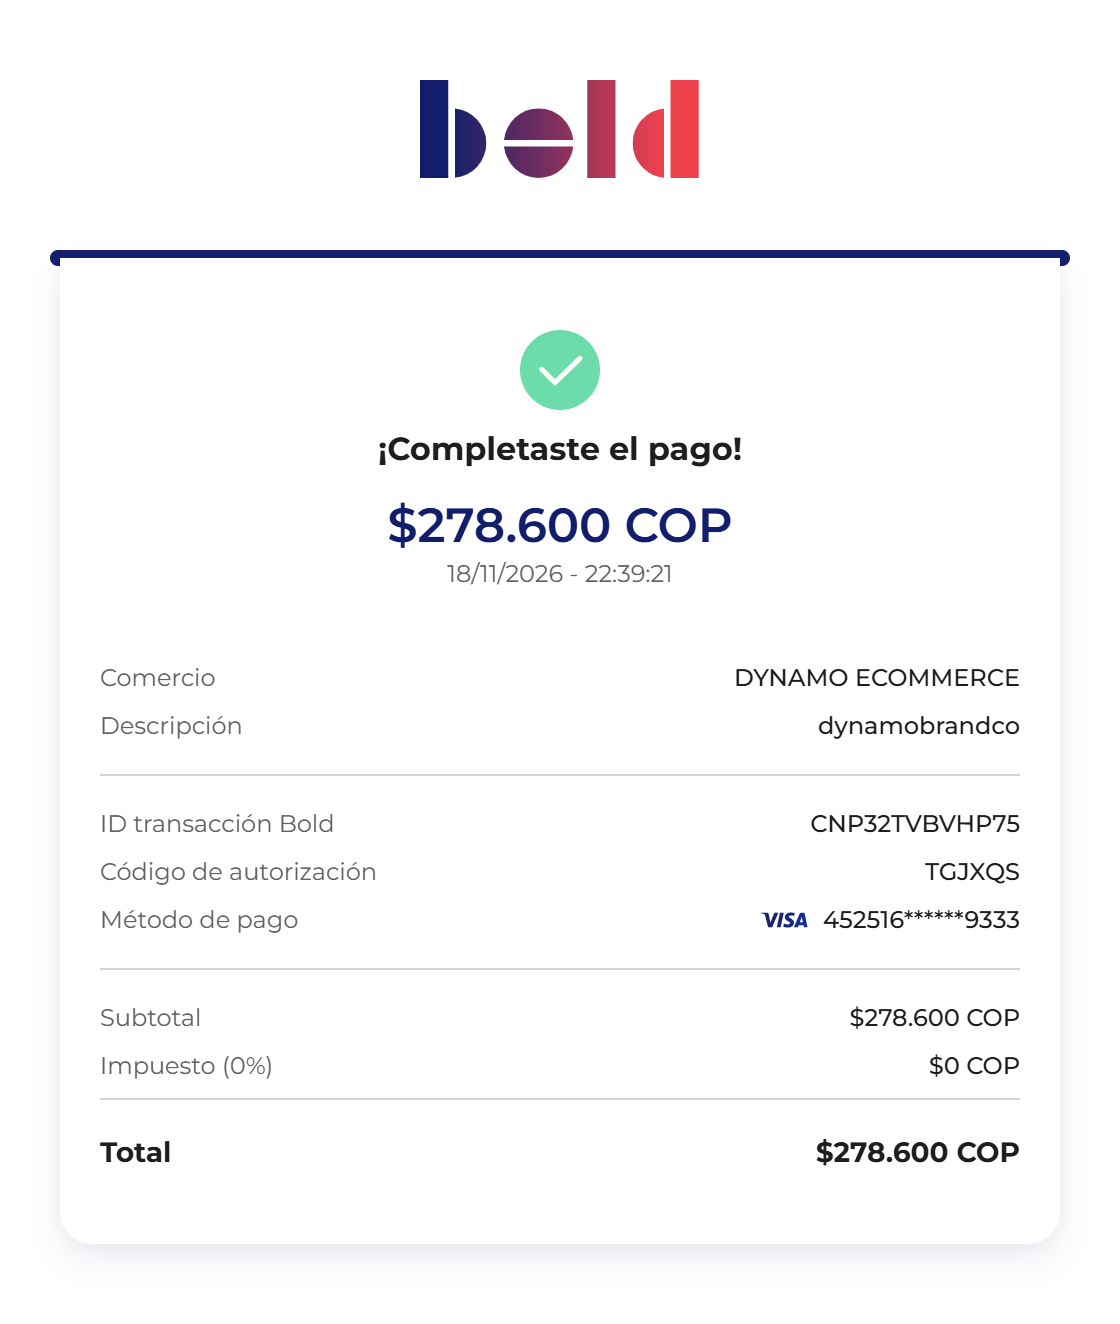 bold
¡Completaste el pago!
$278.600 COP
18/11/2026 - 22:39:21
Comercio DYNAMO ECOMMERCE
Descripción dynamobrandco
ID transacción Bold CNP32TVBVHP75
Código de autorización TGJXQS
Método de pago VISA 452516******9333
Subtotal $278.600 COP
Impuesto (0%) $0 COP
Total $278.600 COP